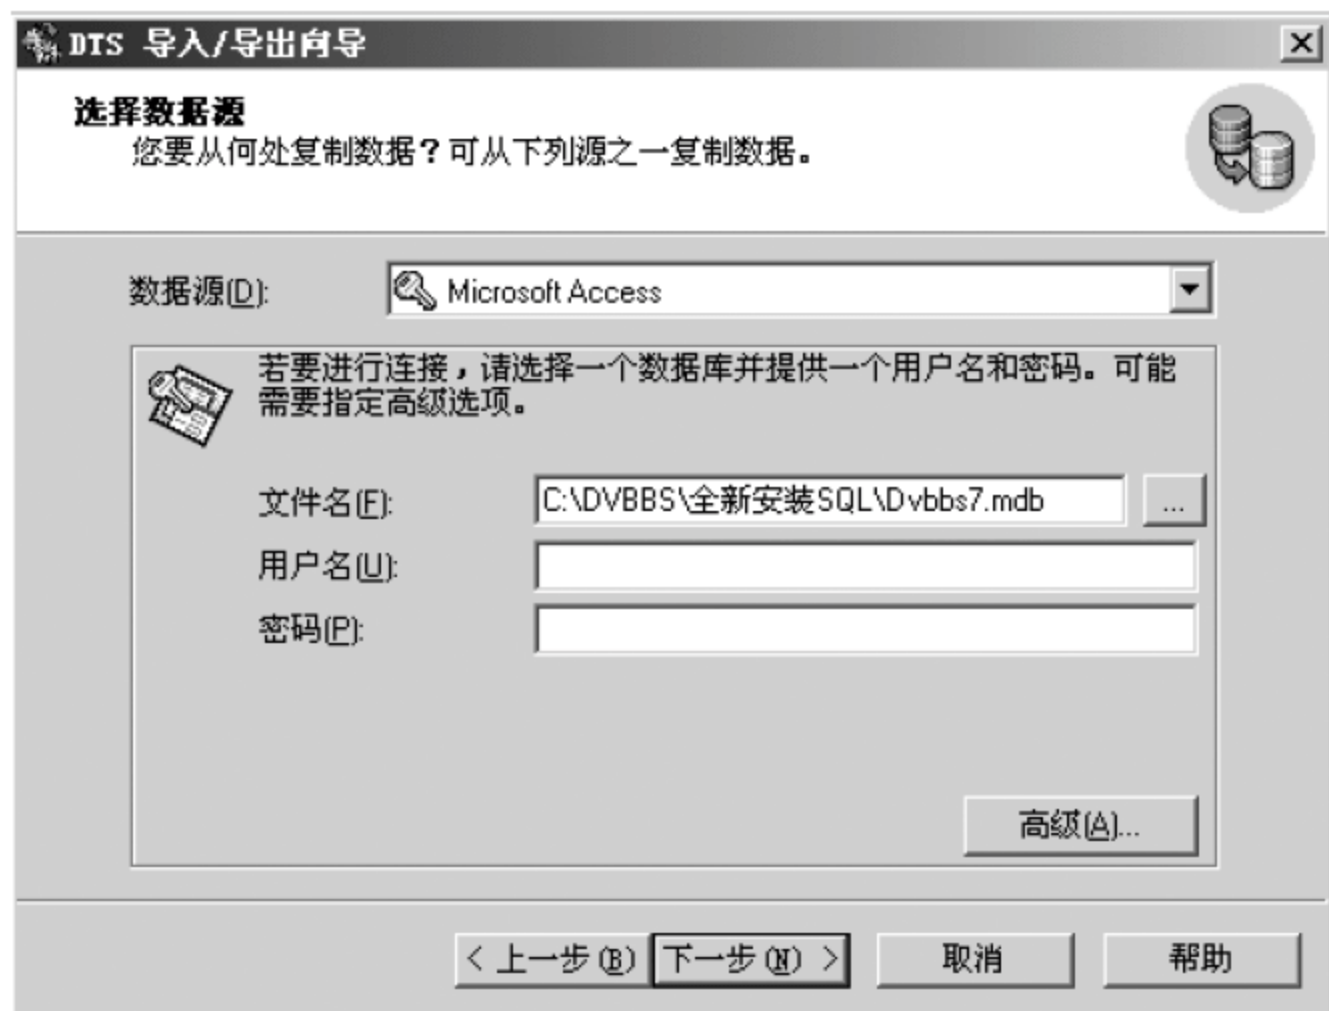 DTS 导入/导出向导
选择数据源
您要从何处复制数据？可从下列源之一复制数据。
数据源(D):
Microsoft Access
若要进行连接，请选择一个数据库并提供一个用户名和密码。可能
需要指定高级选项。
文件名(F):
C:\DVBBS\全新安装SQL\Dvbbs7.mdb
...
用户名(U):
密码(P):
高级(A)...
< 上一步(B)
下一步(N) >
取消
帮助